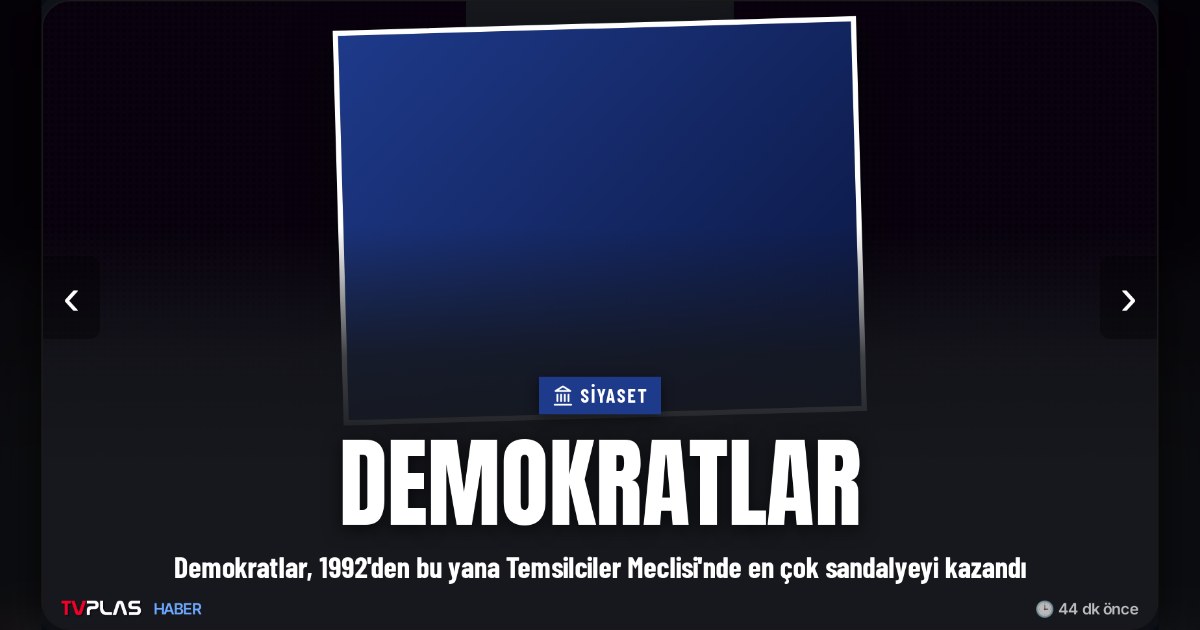 SİYASET
DEMOKRATLAR
Demokratlar, 1992'den bu yana Temsilciler Meclisi'nde en çok sandalyeyi kazandı
TVPLAS HABER
44 dk önce